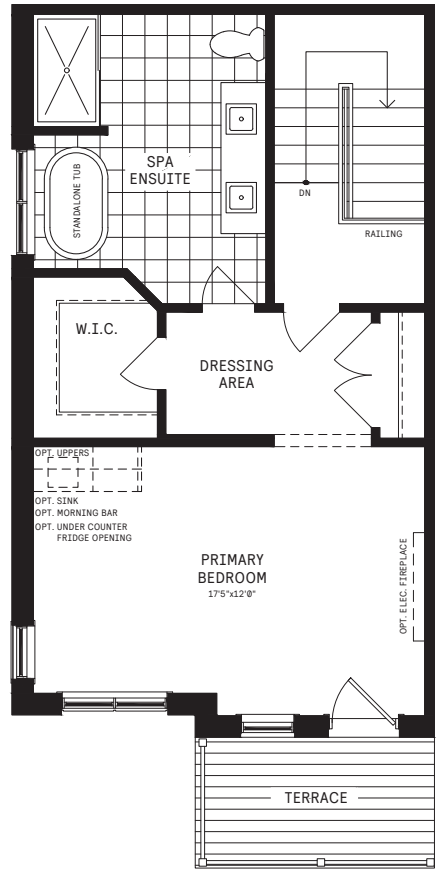 SPA
ENSUITE
STANDALONE TUB
DN
RAILING
W.I.C.
DRESSING
AREA
OPT. UPPERS
OPT. SINK
OPT. MORNING BAR
OPT. UNDER COUNTER
FRIDGE OPENING
PRIMARY
BEDROOM
17'5"x12'0"
OPT. ELEC. FIREPLACE
TERRACE